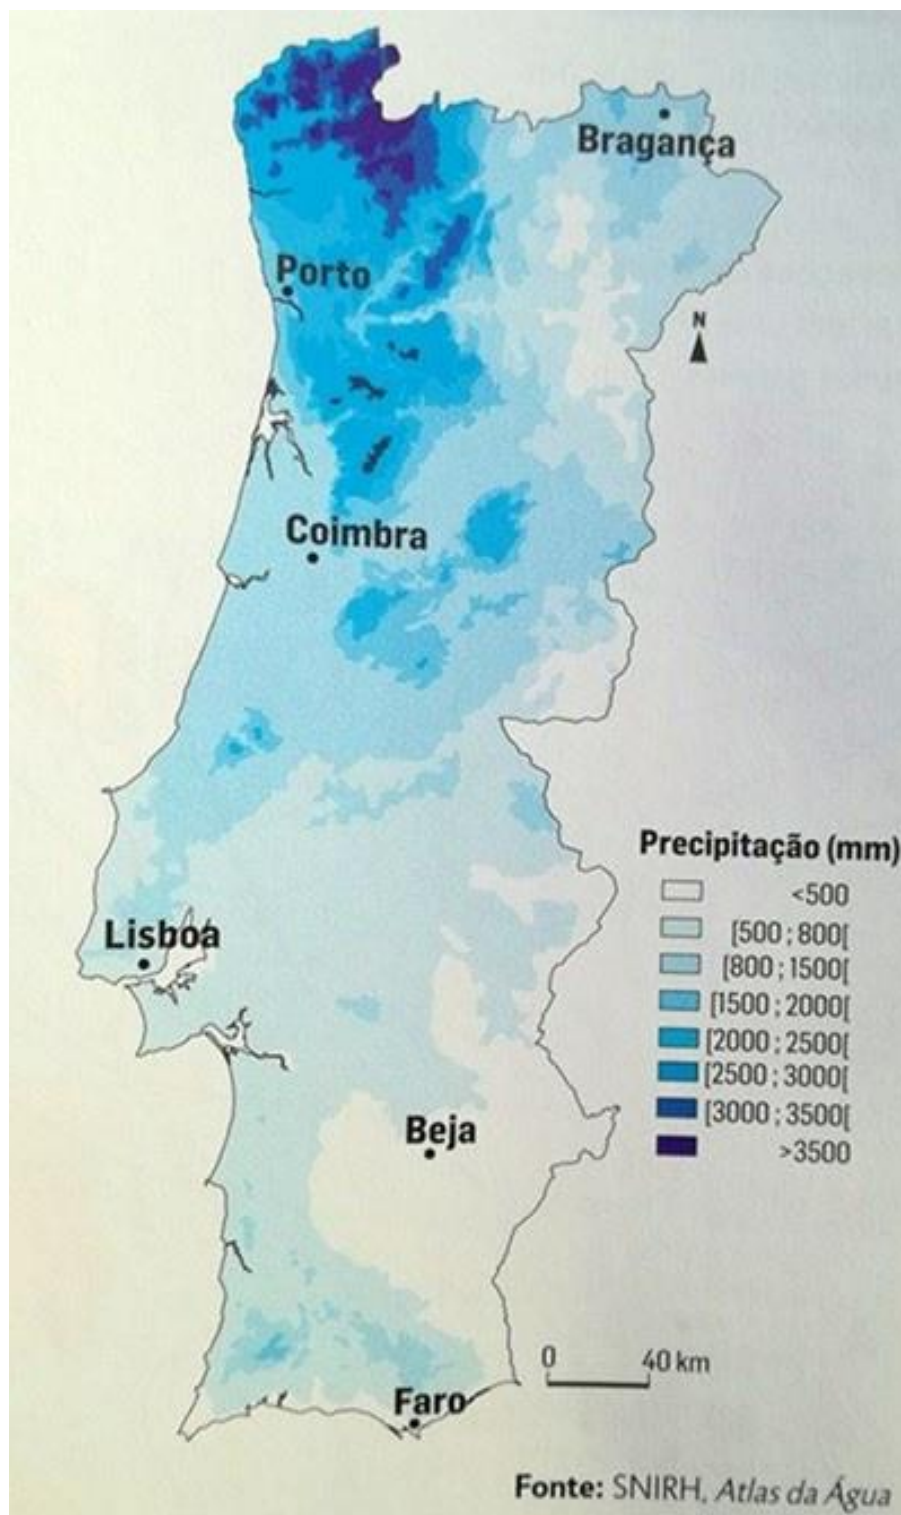 Bragança
Porto
N
Coimbra
Precipitação (mm)
<500
[500 ; 800[
[800 ; 1500[
[1500 ; 2000[
[2000 ; 2500[
[2500 ; 3000[
[3000 ; 3500[
>3500
Lisboa
Beja
0 40 km
Faro
Fonte: SNIRH, Atlas da Água